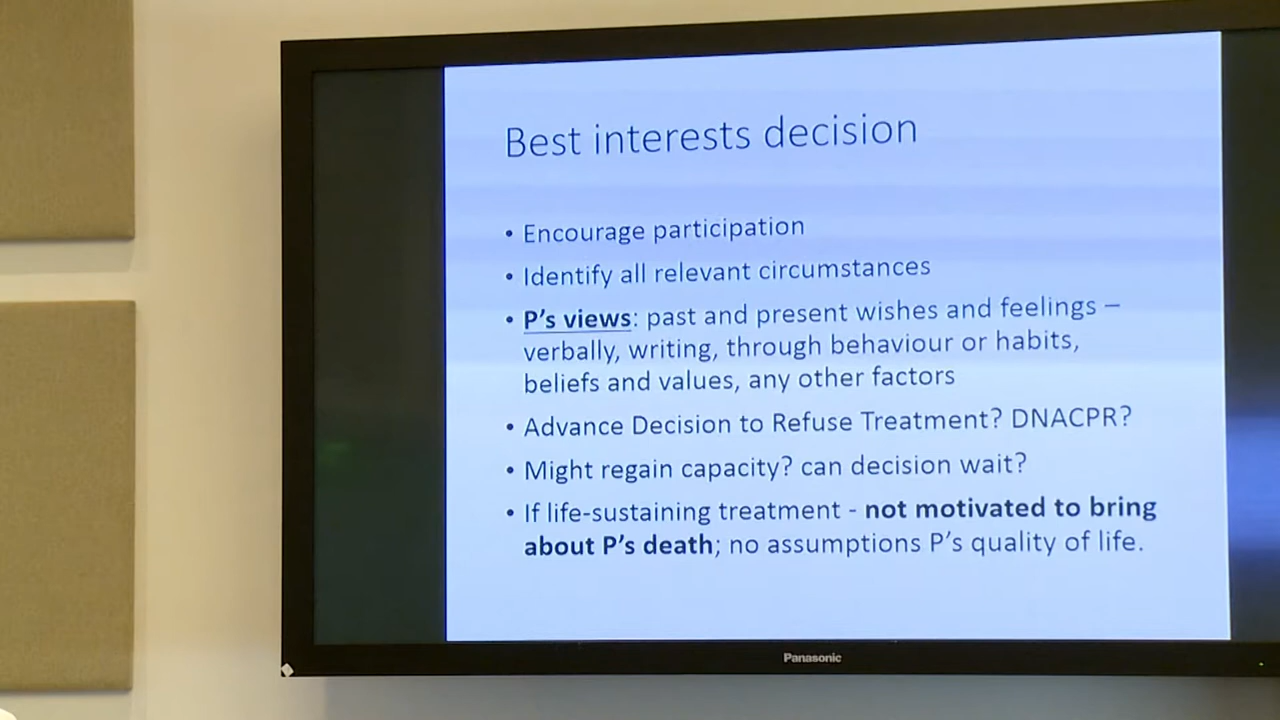 Best interests decision
• Encourage participation
• Identify all relevant circumstances
• P's views: past and present wishes and feelings –
verbally, writing, through behaviour or habits,
beliefs and values, any other factors
• Advance Decision to Refuse Treatment? DNACPR?
• Might regain capacity? can decision wait?
• If life-sustaining treatment - not motivated to bring
about P's death; no assumptions P's quality of life.
Panasonic